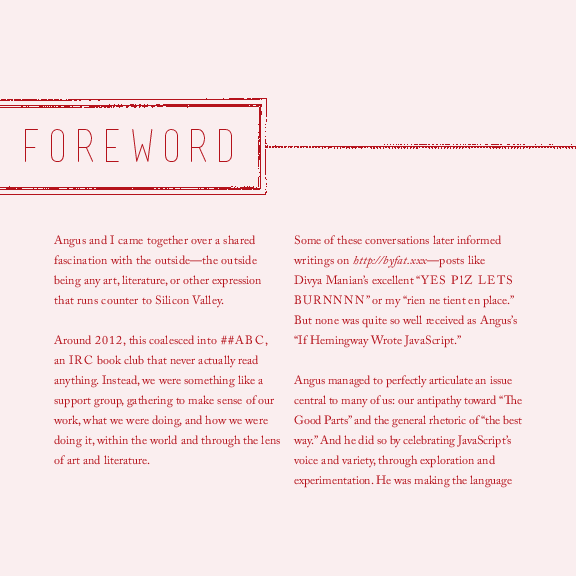 FOREWORD
Angus and I came together over a shared
fascination with the outside—the outside
being any art, literature, or other expression
that runs counter to Silicon Valley.
Around 2012, this coalesced into ##ABC,
an IRC book club that never actually read
anything. Instead, we were something like a
support group, gathering to make sense of our
work, what we were doing, and how we were
doing it, within the world and through the lens
of art and literature.
Some of these conversations later informed
writings on http://byfat.xxx—posts like
Divya Manian's excellent “YES P1Z LETS
BURNNNN” or my “rien ne tient en place.”
But none was quite so well received as Angus's
“If Hemingway Wrote JavaScript.”
Angus managed to perfectly articulate an issue
central to many of us: our antipathy toward “The
Good Parts” and the general rhetoric of “the best
way.” And he did so by celebrating JavaScript's
voice and variety, through exploration and
experimentation. He was making the language